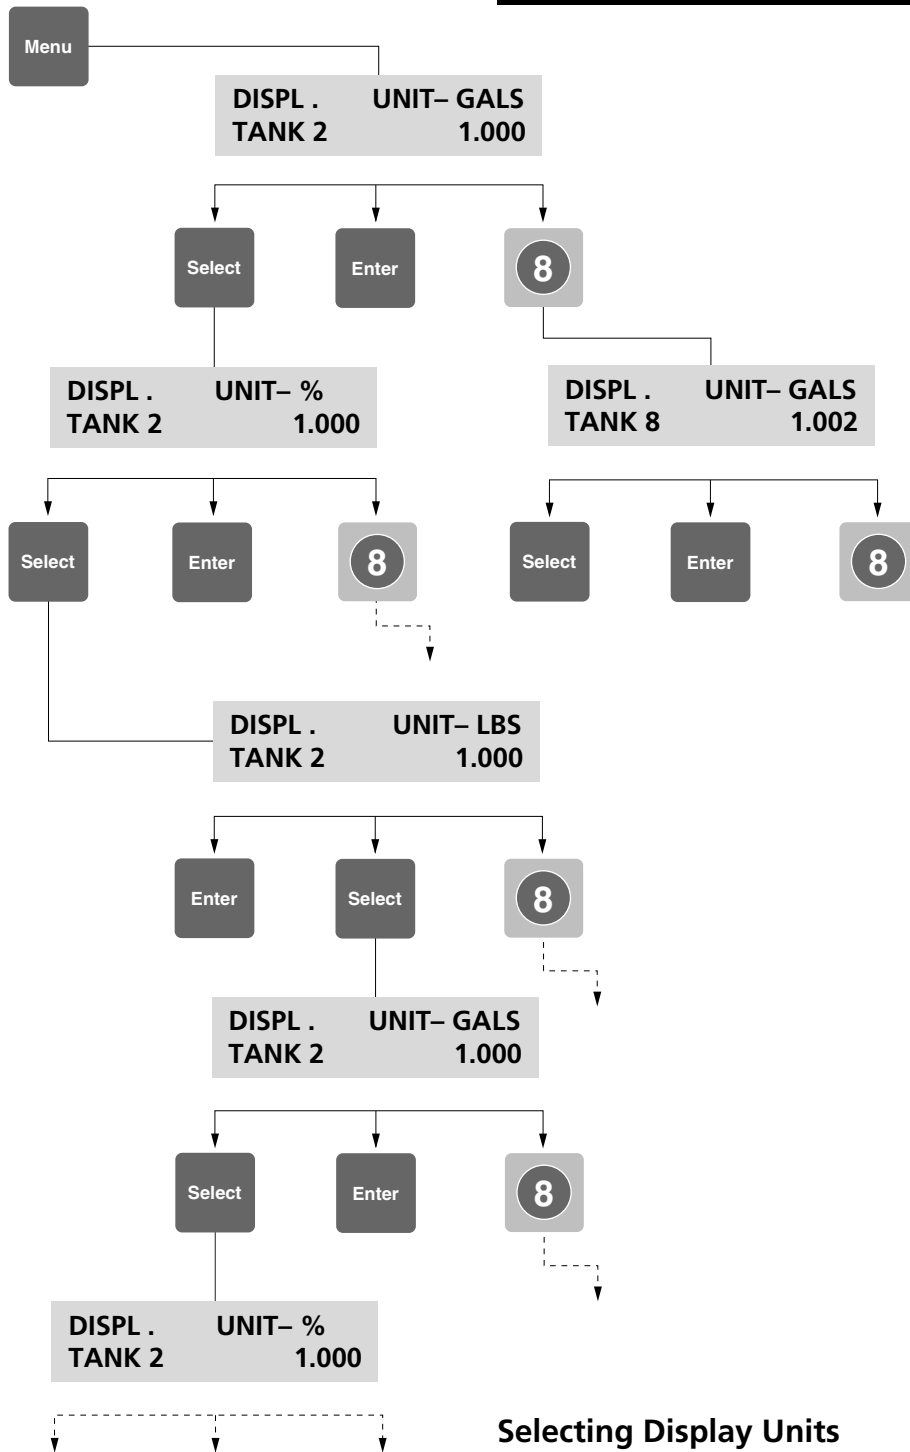 Menu
DISPL . UNIT– GALS
TANK 2 1.000
Select Enter 8
DISPL . UNIT– %
TANK 2 1.000
DISPL . UNIT– GALS
TANK 8 1.002
Select Enter 8
Select Enter 8
DISPL . UNIT– LBS
TANK 2 1.000
Enter Select 8
DISPL . UNIT– GALS
TANK 2 1.000
Select Enter 8
DISPL . UNIT– %
TANK 2 1.000
Selecting Display Units